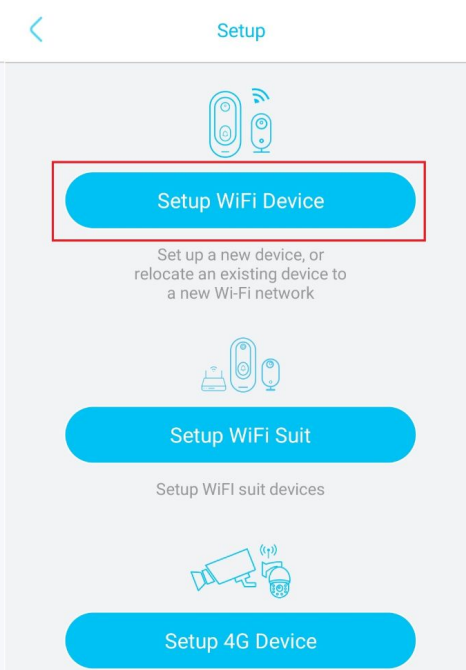 Setup
Setup WiFi Device
Set up a new device, or
relocate an existing device to
a new Wi-Fi network
Setup WiFi Suit
Setup WiFI suit devices
Setup 4G Device